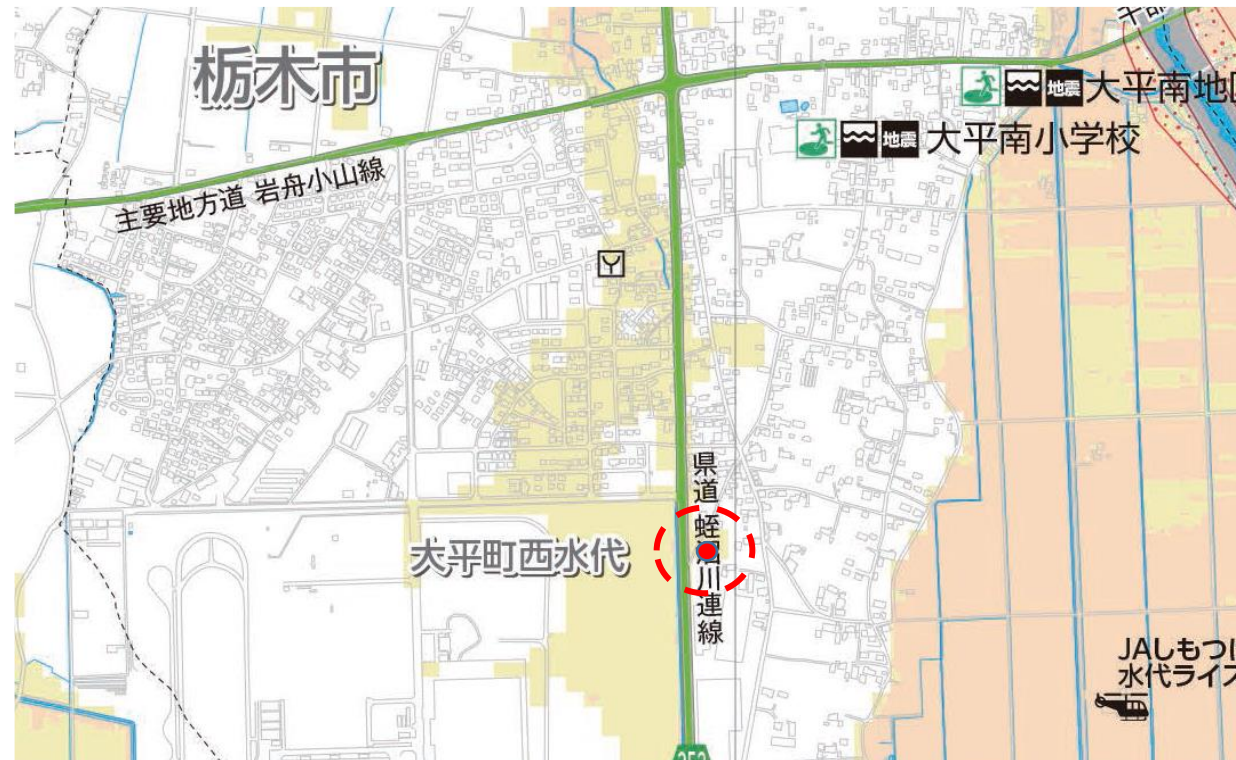 栃木市
地震 大平南地
地震 大平南小学校
主要地方道 岩舟小山線
県道 蛭
川連線
大平町西水代
JAしもつ
水代ライ